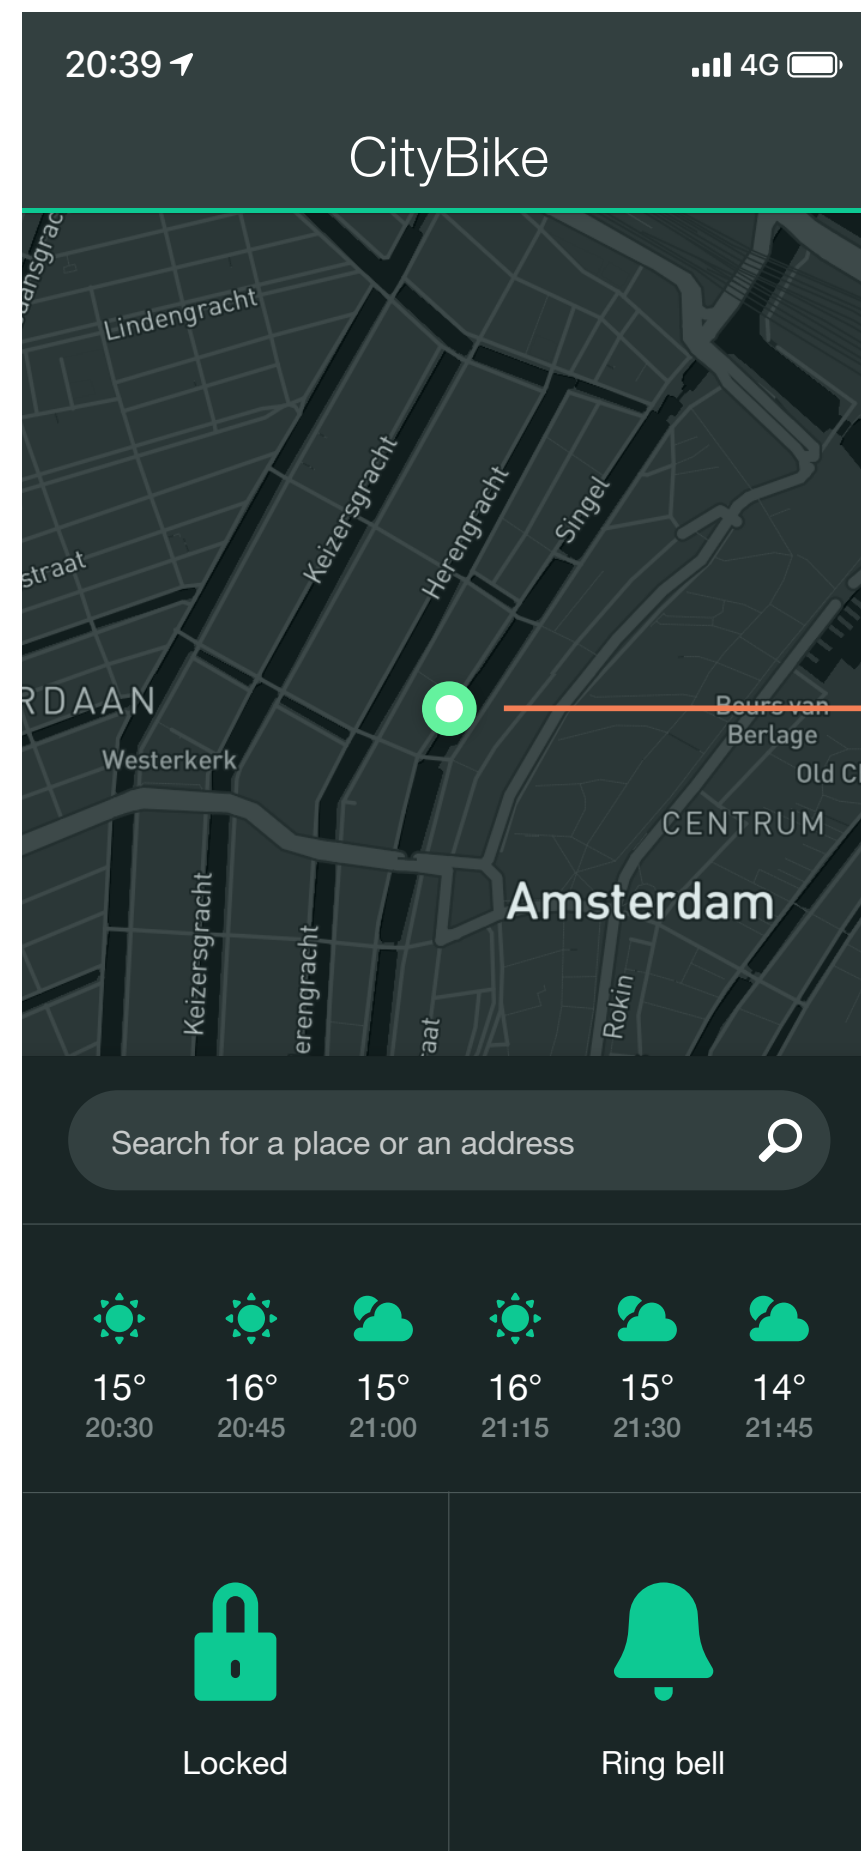 20:39 4G
CityBike
aansgrac
Lindengracht
Keizersgracht
Herengracht
Singel
straat
RDAAN
Beurs van
Berlage
Westerkerk
Old C
CENTRUM
Amsterdam
Keizersgracht
erengracht
Rokin
raat
Search for a place or an address
15° 16° 15° 16° 15° 14°
20:30 20:45 21:00 21:15 21:30 21:45
Locked Ring bell